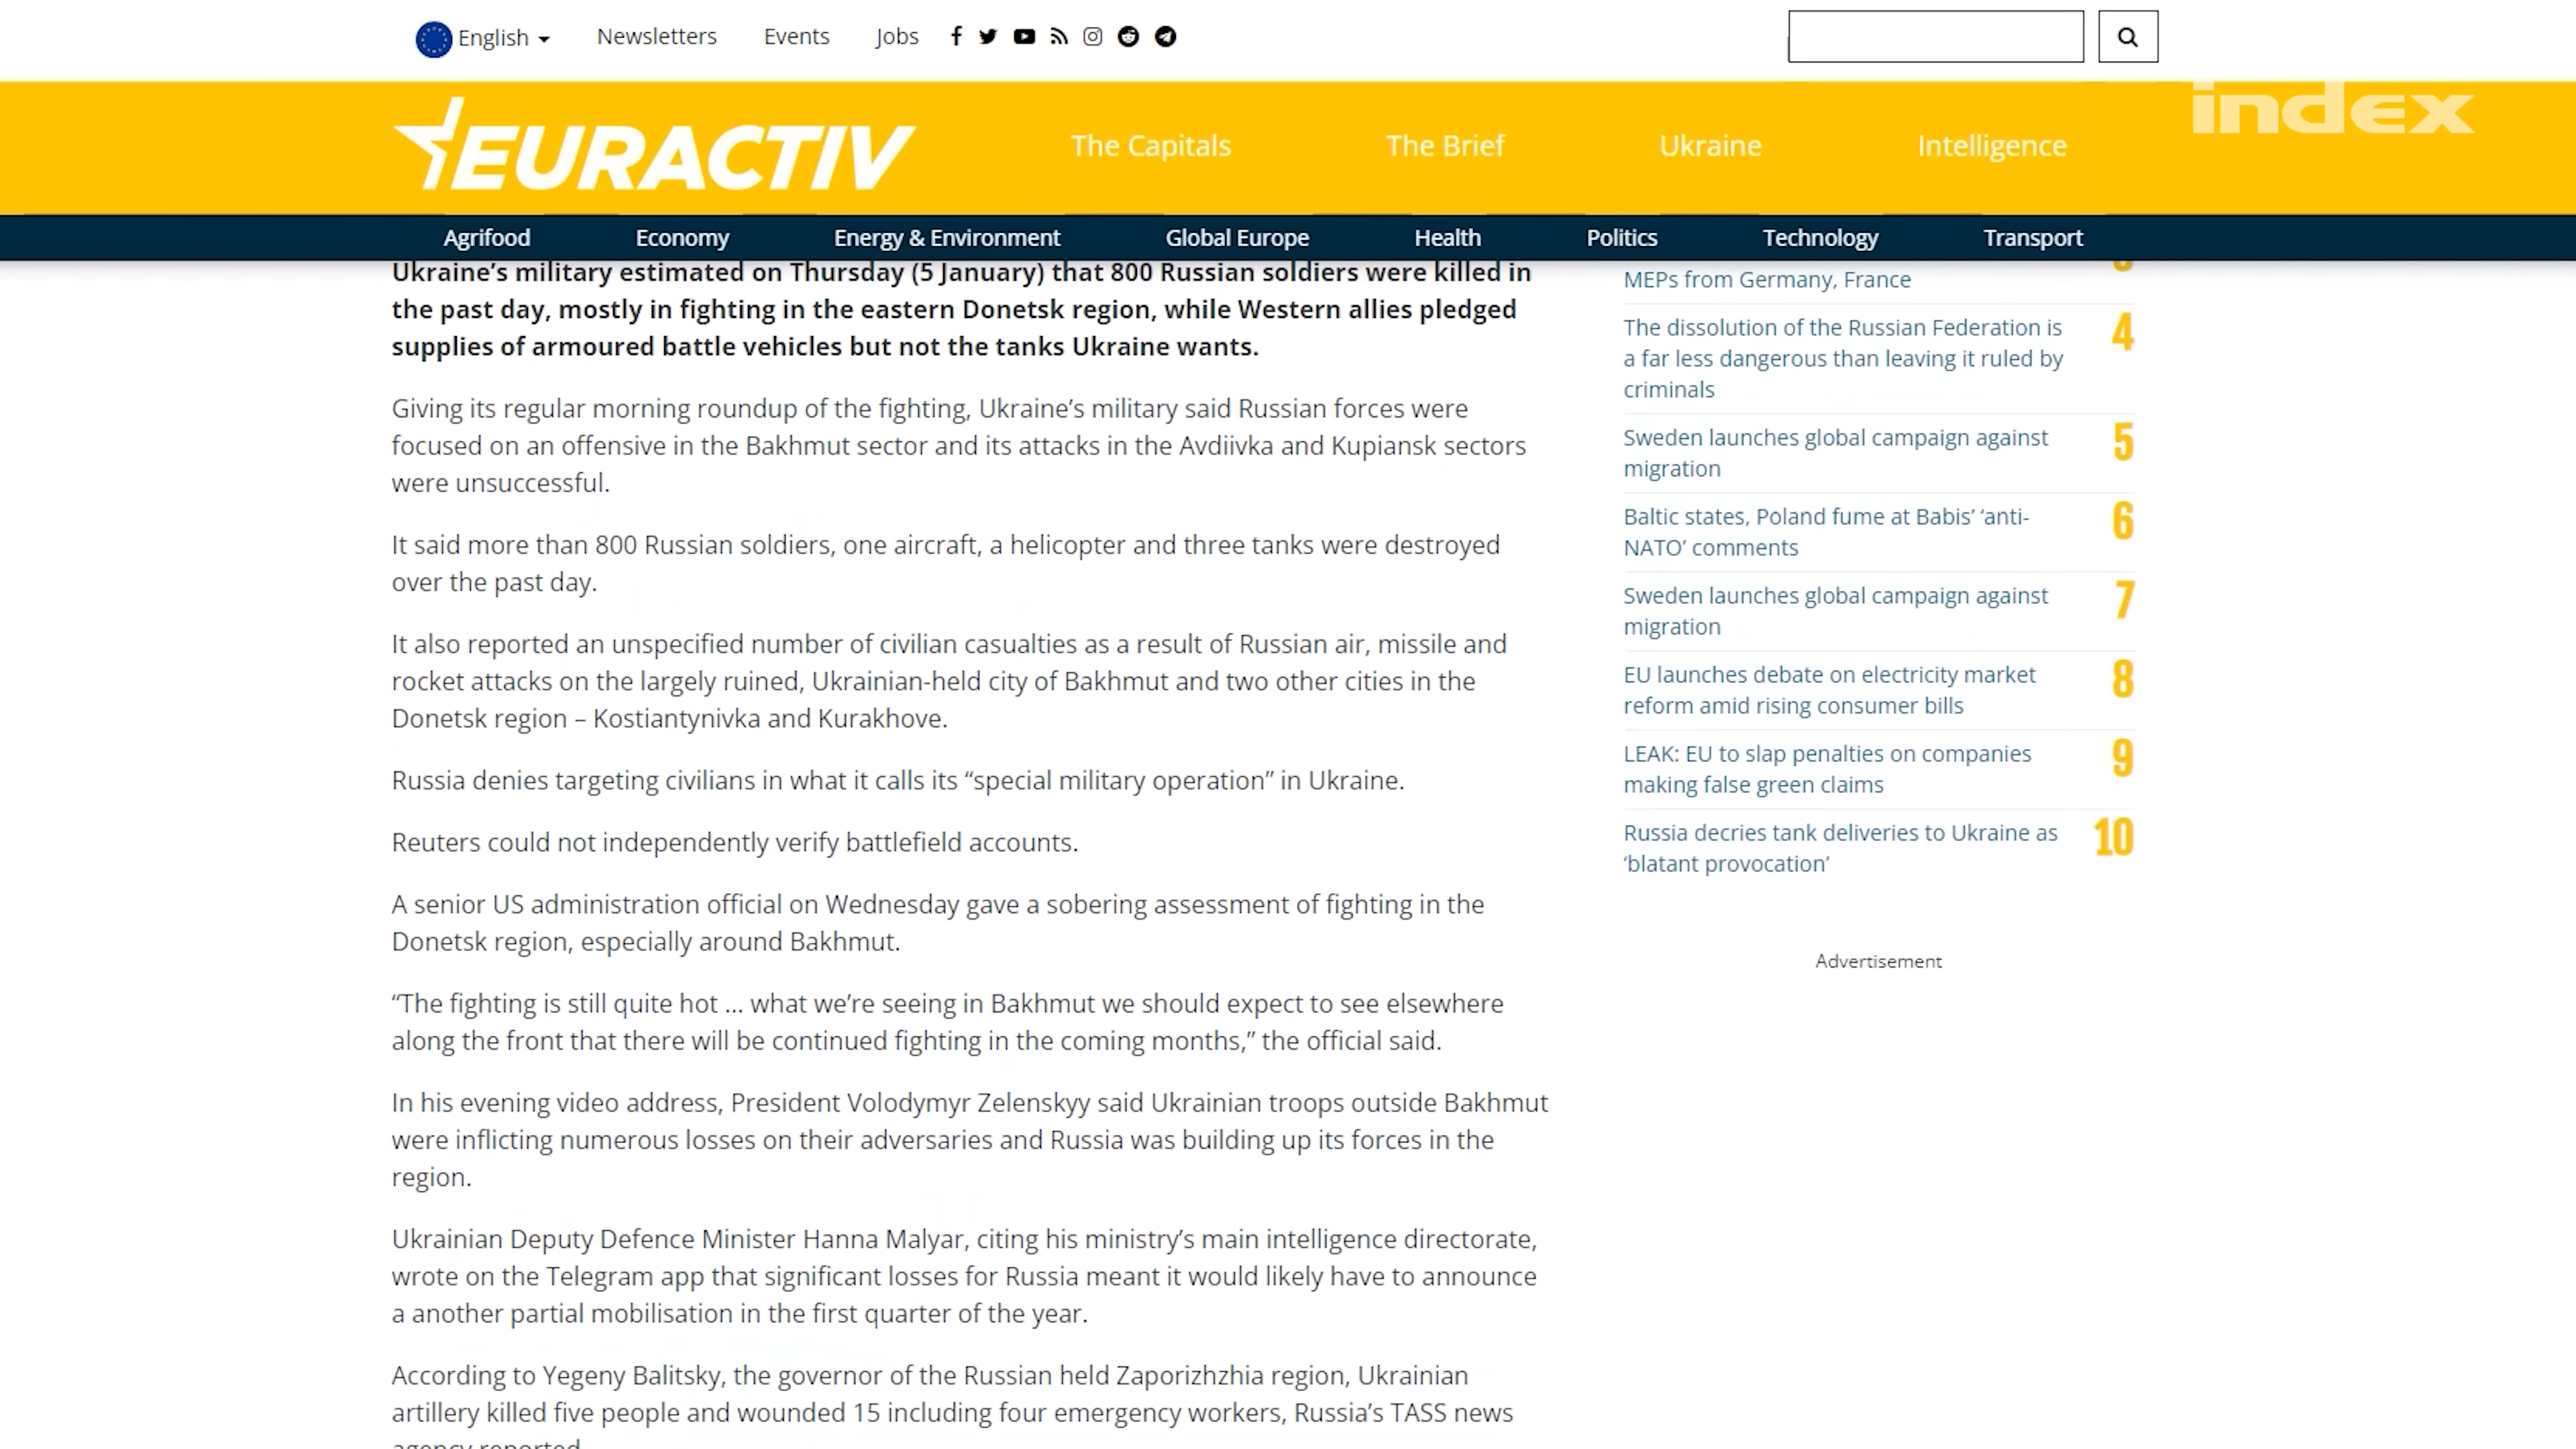 English
Newsletters
Events
Jobs
index
EURACTIV
The Capitals
The Brief
Ukraine
Intelligence
Agrifood
Economy
Energy & Environment
Global Europe
Health
Politics
Technology
Transport
Ukraine’s military estimated on Thursday (5 January) that 800 Russian soldiers were killed in
the past day, mostly in fighting in the eastern Donetsk region, while Western allies pledged
supplies of armoured battle vehicles but not the tanks Ukraine wants.
Giving its regular morning roundup of the fighting, Ukraine’s military said Russian forces were
focused on an offensive in the Bakhmut sector and its attacks in the Avdiivka and Kupiansk sectors
were unsuccessful.
It said more than 800 Russian soldiers, one aircraft, a helicopter and three tanks were destroyed
over the past day.
It also reported an unspecified number of civilian casualties as a result of Russian air, missile and
rocket attacks on the largely ruined, Ukrainian-held city of Bakhmut and two other cities in the
Donetsk region – Kostiantynivka and Kurakhove.
Russia denies targeting civilians in what it calls its “special military operation” in Ukraine.
Reuters could not independently verify battlefield accounts.
A senior US administration official on Wednesday gave a sobering assessment of fighting in the
Donetsk region, especially around Bakhmut.
“The fighting is still quite hot … what we’re seeing in Bakhmut we should expect to see elsewhere
along the front that there will be continued fighting in the coming months,” the official said.
In his evening video address, President Volodymyr Zelenskyy said Ukrainian troops outside Bakhmut
were inflicting numerous losses on their adversaries and Russia was building up its forces in the
region.
Ukrainian Deputy Defence Minister Hanna Malyar, citing his ministry’s main intelligence directorate,
wrote on the Telegram app that significant losses for Russia meant it would likely have to announce
a another partial mobilisation in the first quarter of the year.
According to Yegeny Balitsky, the governor of the Russian held Zaporizhzhia region, Ukrainian
artillery killed five people and wounded 15 including four emergency workers, Russia’s TASS news
agency reported
MEPs from Germany, France
The dissolution of the Russian Federation is
a far less dangerous than leaving it ruled by
criminals
4
Sweden launches global campaign against
migration
5
Baltic states, Poland fume at Babis’ ‘anti-
NATO’ comments
6
Sweden launches global campaign against
migration
7
EU launches debate on electricity market
reform amid rising consumer bills
8
LEAK: EU to slap penalties on companies
making false green claims
9
Russia decries tank deliveries to Ukraine as
‘blatant provocation’
10
Advertisement